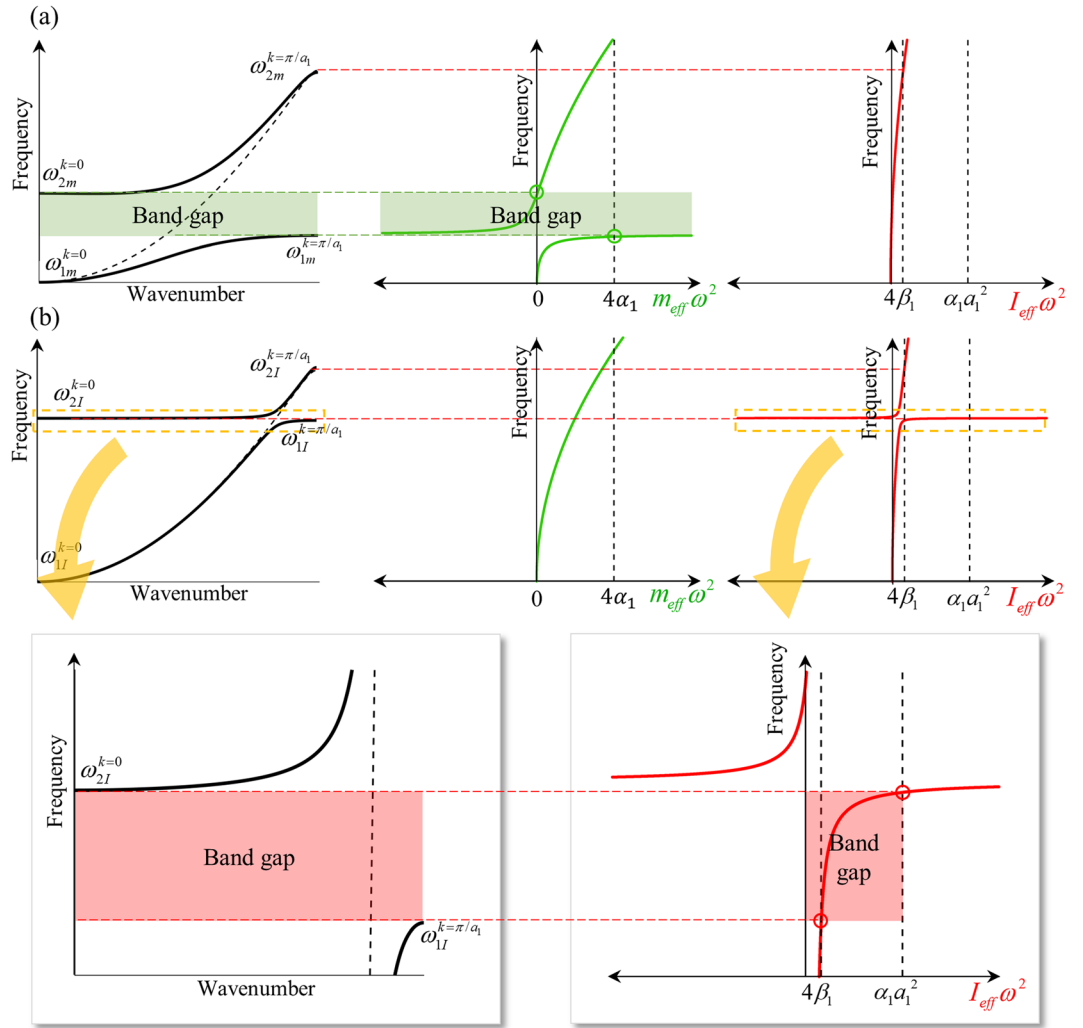 (a)
Frequency
ω_{2m}^{k=π/a_1}
ω_{2m}^{k=0}
Band gap
ω_{1m}^{k=0}
ω_{1m}^{k=π/a_1}
Wavenumber
Frequency
Band gap
0
4α_1
m_{eff}ω^2
Frequency
4β_1
α_1a_1^2
I_{eff}ω^2
(b)
Frequency
ω_{2I}^{k=π/a_1}
ω_{2I}^{k=0}
ω_{1I}^{k=π/a_1}
ω_{1I}^{k=0}
Wavenumber
Frequency
0
4α_1
m_{eff}ω^2
Frequency
4β_1
α_1a_1^2
I_{eff}ω^2
Frequency
ω_{2I}^{k=0}
Band gap
ω_{1I}^{k=π/a_1}
Wavenumber
Frequency
Band
gap
4β_1
α_1a_1^2
I_{eff}ω^2